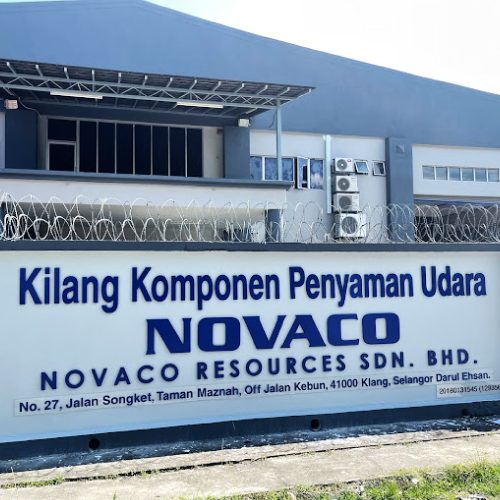 Kilang Komponen Penyaman Udara
NOVACO
NOVACO RESOURCES SDN. BHD.
No. 27, Jalan Songket, Taman Maznah, Off Jalan Kebun, 41000 Klang, Selangor Darul Ehsan.